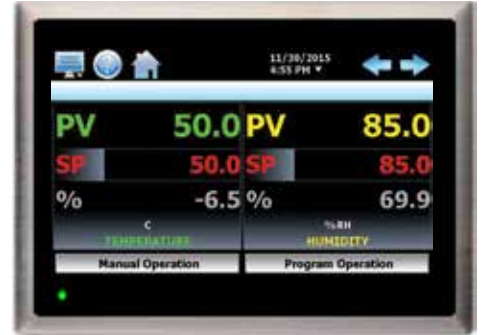 11/30/2015
6:55 PM ▼
PV 50.0 PV 85.0
SP 50.0 SP 85.0
% -6.5 % 69.9
C %RH
TEMPERATURE HUMIDITY
Manual Operation Program Operation